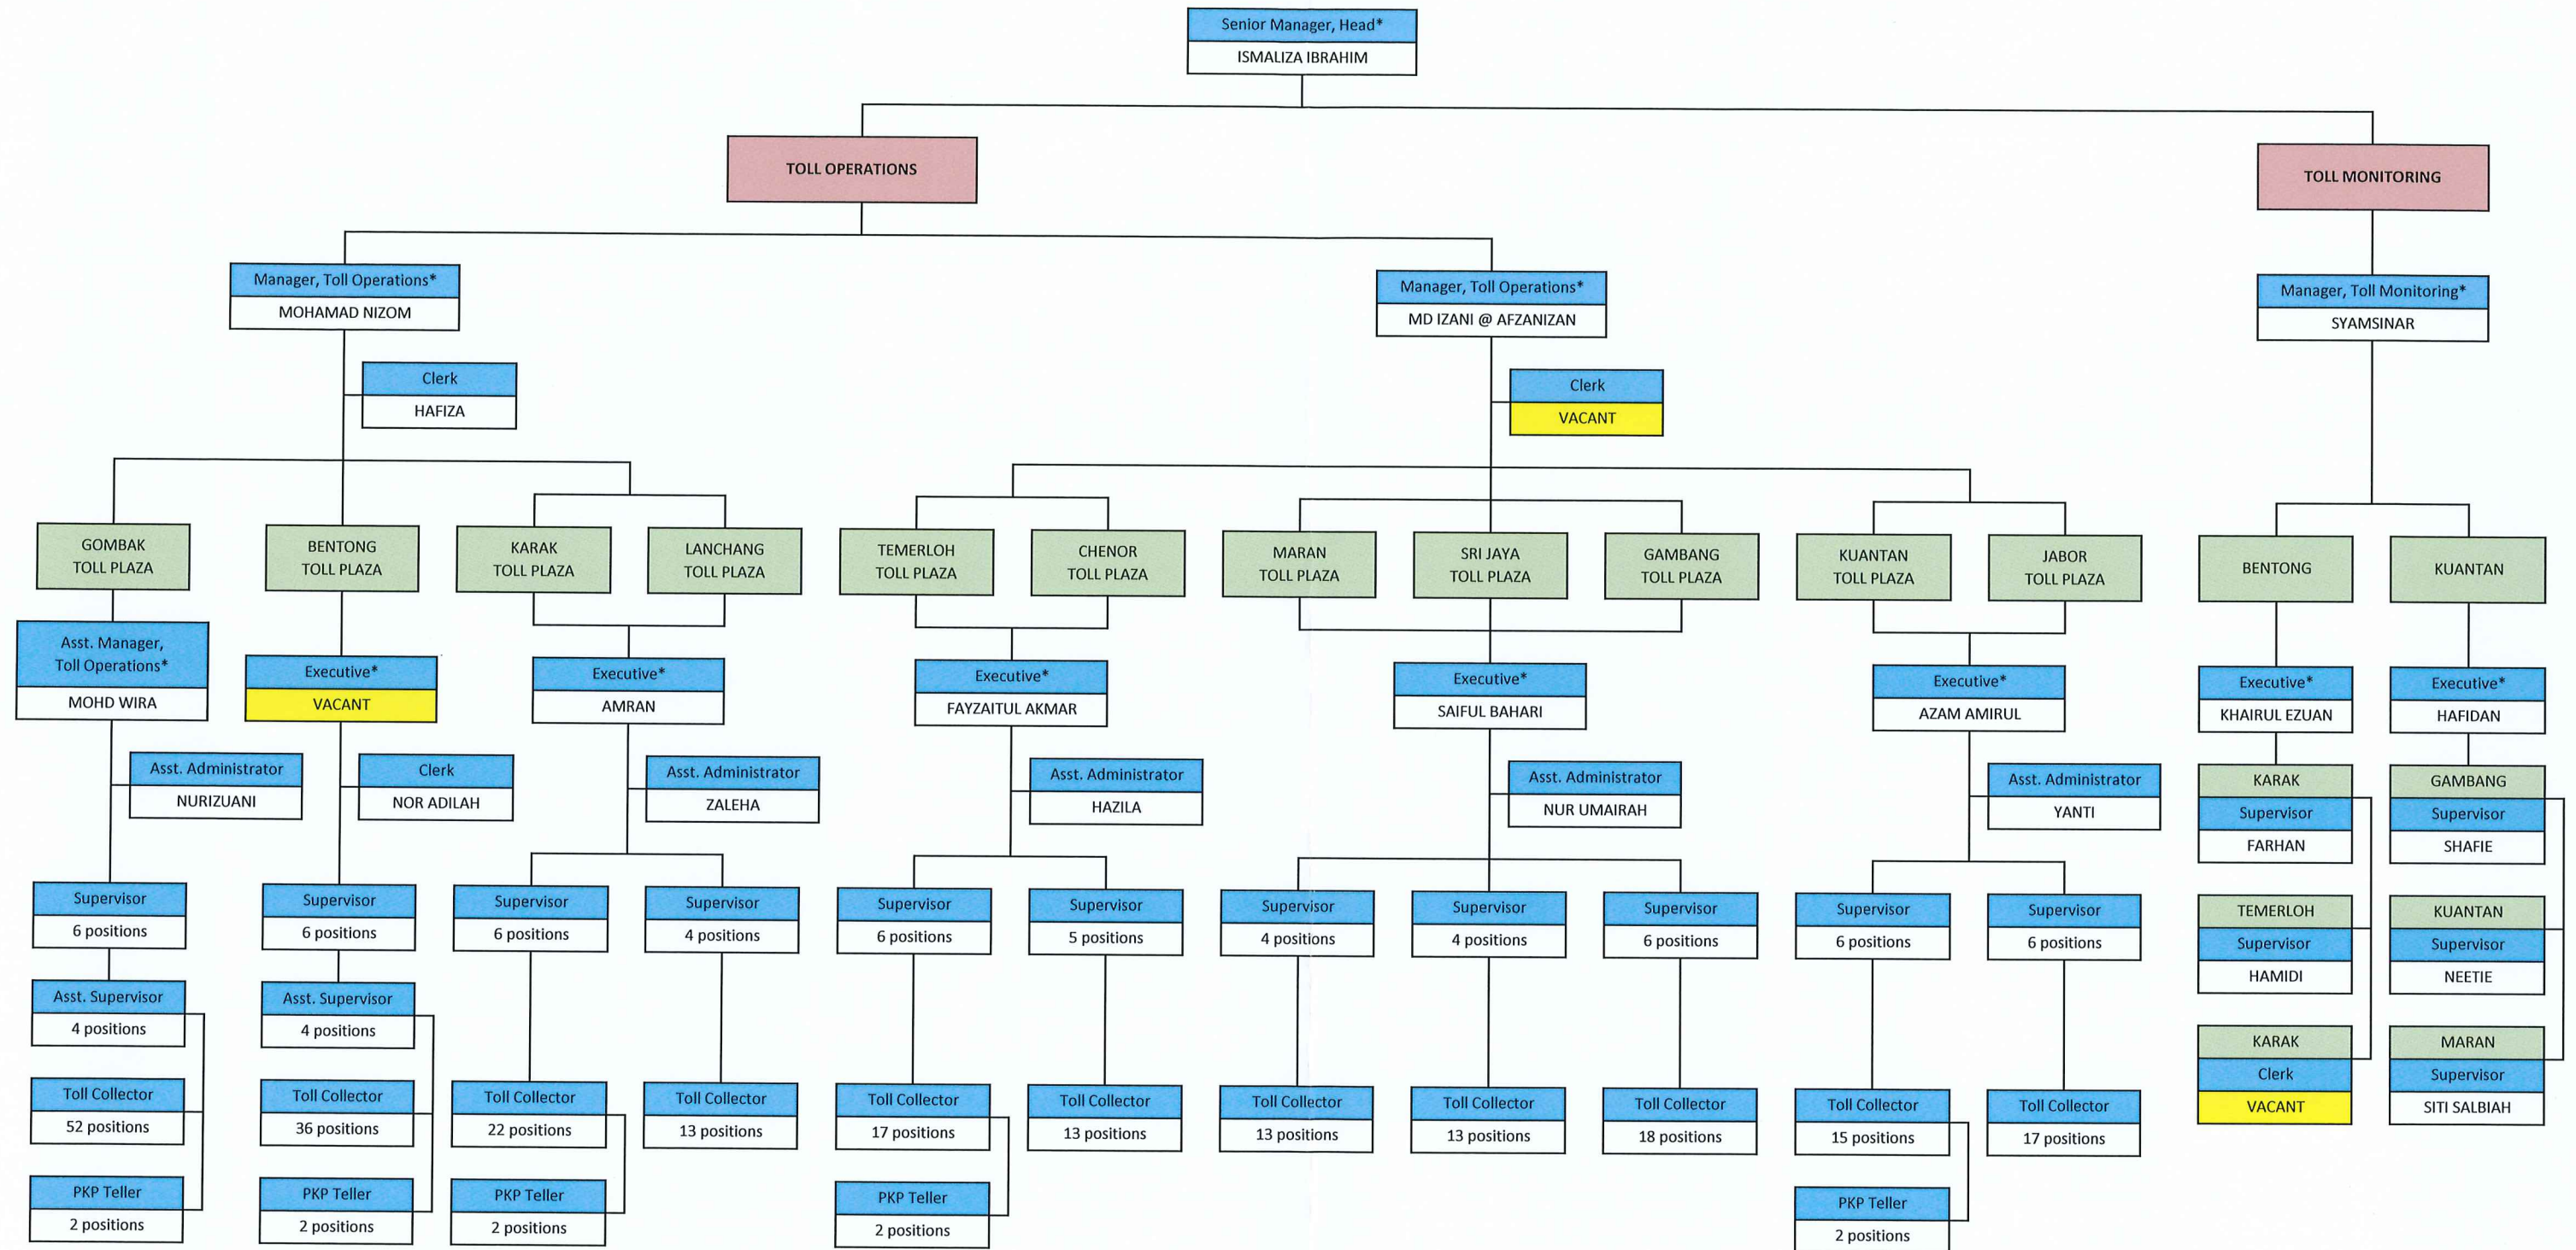 Senior Manager, Head*
ISMALIZA IBRAHIM
TOLL OPERATIONS
TOLL MONITORING
Manager, Toll Operations*
MOHAMAD NIZOM
Manager, Toll Operations*
MD IZANI @ AFZANIZAN
Manager, Toll Monitoring*
SYAMSINAR
Clerk
HAFIZA
Clerk
VACANT
GOMBAK
TOLL PLAZA
BENTONG
TOLL PLAZA
KARAK
TOLL PLAZA
LANCHANG
TOLL PLAZA
TEMERLOH
TOLL PLAZA
CHENOR
TOLL PLAZA
MARAN
TOLL PLAZA
SRI JAYA
TOLL PLAZA
GAMBANG
TOLL PLAZA
KUANTAN
TOLL PLAZA
JABOR
TOLL PLAZA
BENTONG
KUANTAN
Asst. Manager,
Toll Operations*
MOHD WIRA
Executive*
VACANT
Executive*
AMRAN
Executive*
FAYZAITUL AKMAR
Executive*
SAIFUL BAHARI
Executive*
AZAM AMIRUL
Executive*
KHAIRUL EZUAN
Executive*
HAFIDAN
Asst. Administrator
NURIZUANI
Clerk
NOR ADILAH
Asst. Administrator
ZALEHA
Asst. Administrator
HAZILA
Asst. Administrator
NUR UMAIRAH
Asst. Administrator
YANTI
KARAK
Supervisor
FARHAN
GAMBANG
Supervisor
SHAFIE
Supervisor
6 positions
Supervisor
6 positions
Supervisor
6 positions
Supervisor
4 positions
Supervisor
6 positions
Supervisor
5 positions
Supervisor
4 positions
Supervisor
4 positions
Supervisor
6 positions
Supervisor
6 positions
Supervisor
6 positions
TEMERLOH
Supervisor
HAMIDI
KUANTAN
Supervisor
NEETIE
Asst. Supervisor
4 positions
Asst. Supervisor
4 positions
KARAK
Clerk
VACANT
MARAN
Supervisor
SITI SALBIAH
Toll Collector
52 positions
Toll Collector
36 positions
Toll Collector
22 positions
Toll Collector
13 positions
Toll Collector
17 positions
Toll Collector
13 positions
Toll Collector
13 positions
Toll Collector
13 positions
Toll Collector
18 positions
Toll Collector
15 positions
Toll Collector
17 positions
PKP Teller
2 positions
PKP Teller
2 positions
PKP Teller
2 positions
PKP Teller
2 positions
PKP Teller
2 positions